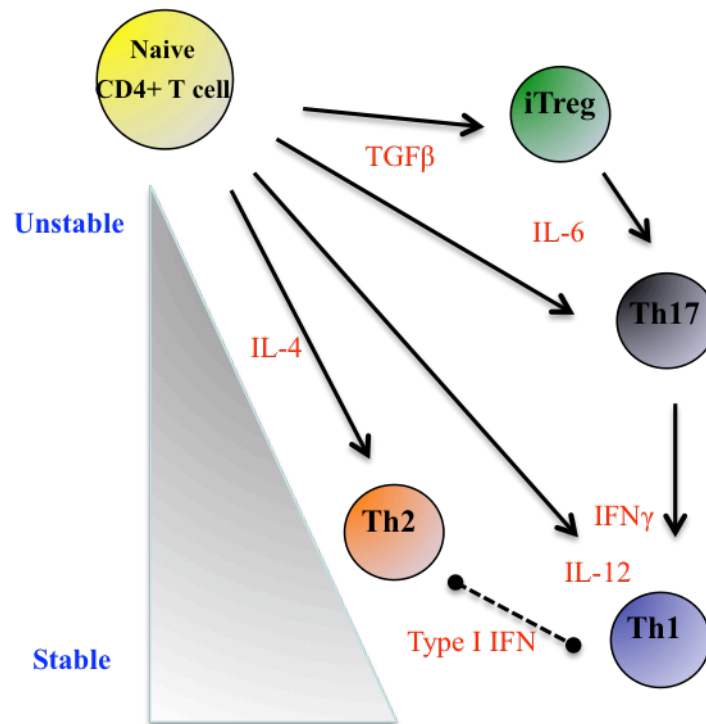 Naive
CD4+ T cell
iTreg
TGFβ
Unstable
IL-6
Th17
IL-4
Th2
IFNγ
IL-12
Type I IFN
Th1
Stable